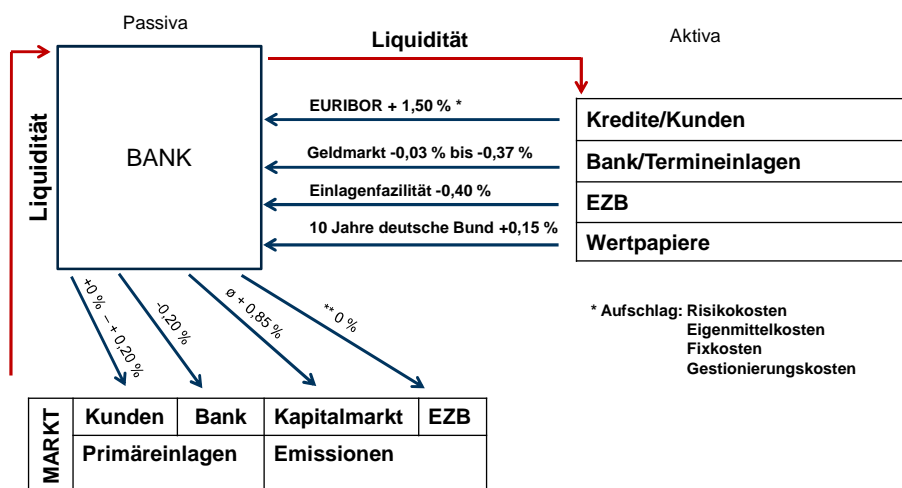 Passiva
Liquidität
Aktiva
Liquidität
BANK
EURIBOR + 1,50 % *
Geldmarkt -0,03 % bis -0,37 %
Einlagenfazilität -0,40 %
10 Jahre deutsche Bund +0,15 %
Kredite/Kunden
Bank/Termineinlagen
EZB
Wertpapiere
+0 % – + 0,20 %
-0,20 %
ø + 0,85 %
** 0 %
* Aufschlag: Risikokosten
Eigenmittelkosten
Fixkosten
Gestionierungskosten
MARKT
Kunden Bank Kapitalmarkt EZB
Primäreinlagen Emissionen